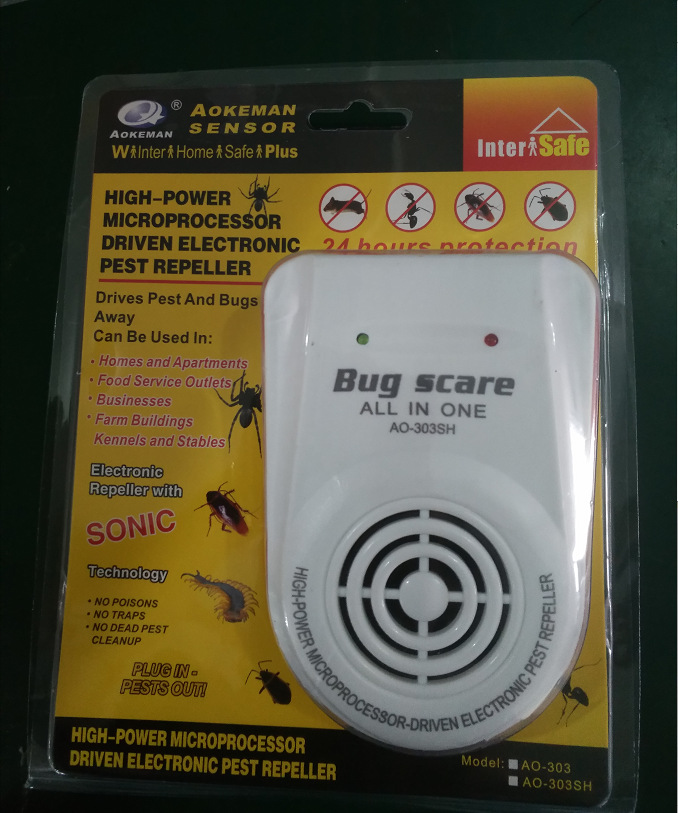 AOKEMAN
®
AOKEMAN
SENSOR
WInter Home Safe Plus
InterSafe
HIGH-POWER
MICROPROCESSOR
DRIVEN ELECTRONIC
PEST REPELLER
24 hours protection
Drives Pest And Bugs
Away
Can Be Used In:
• Homes and Apartments
• Food Service Outlets
• Businesses
• Farm Buildings
Kennels and Stables
Electronic
Repeller with
SONIC
Technology
• NO POISONS
• NO TRAPS
• NO DEAD PEST
CLEANUP
PLUG IN -
PESTS OUT!
Bug scare
ALL IN ONE
AO-303SH
HIGH-POWER MICROPROCESSOR-DRIVEN ELECTRONIC PEST REPELLER
HIGH-POWER MICROPROCESSOR
DRIVEN ELECTRONIC PEST REPELLER
Model: AO-303
AO-303SH